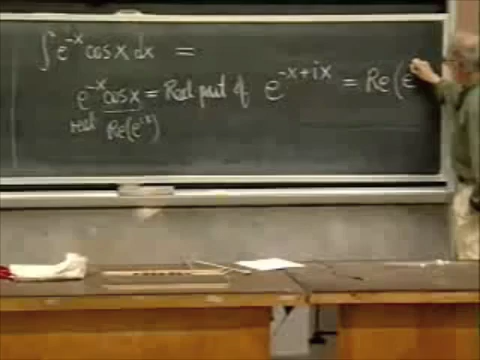 ∫ e^{-x} cos x dx =
e^{-x} cos x = Real part of e^{-x+ix} = Re(e
real Re(e^{ix})